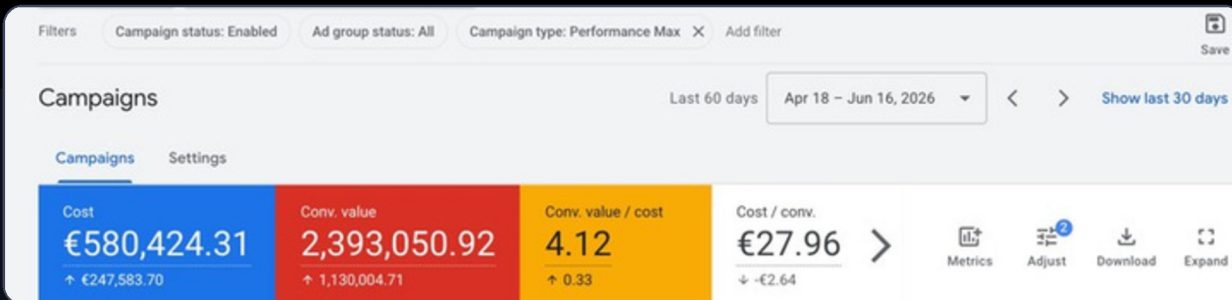 Filters Campaign status: Enabled Ad group status: All Campaign type: Performance Max Add filter
Save
Campaigns Last 60 days Apr 18 – Jun 16, 2026 Show last 30 days
Campaigns Settings
Cost Conv. value Conv. value / cost Cost / conv.
€580,424.31 2,393,050.92 4.12 €27.96
↑ €247,583.70 ↑ 1,130,004.71 ↑ 0.33 ↓ -€2.64
2
Metrics Adjust Download Expand